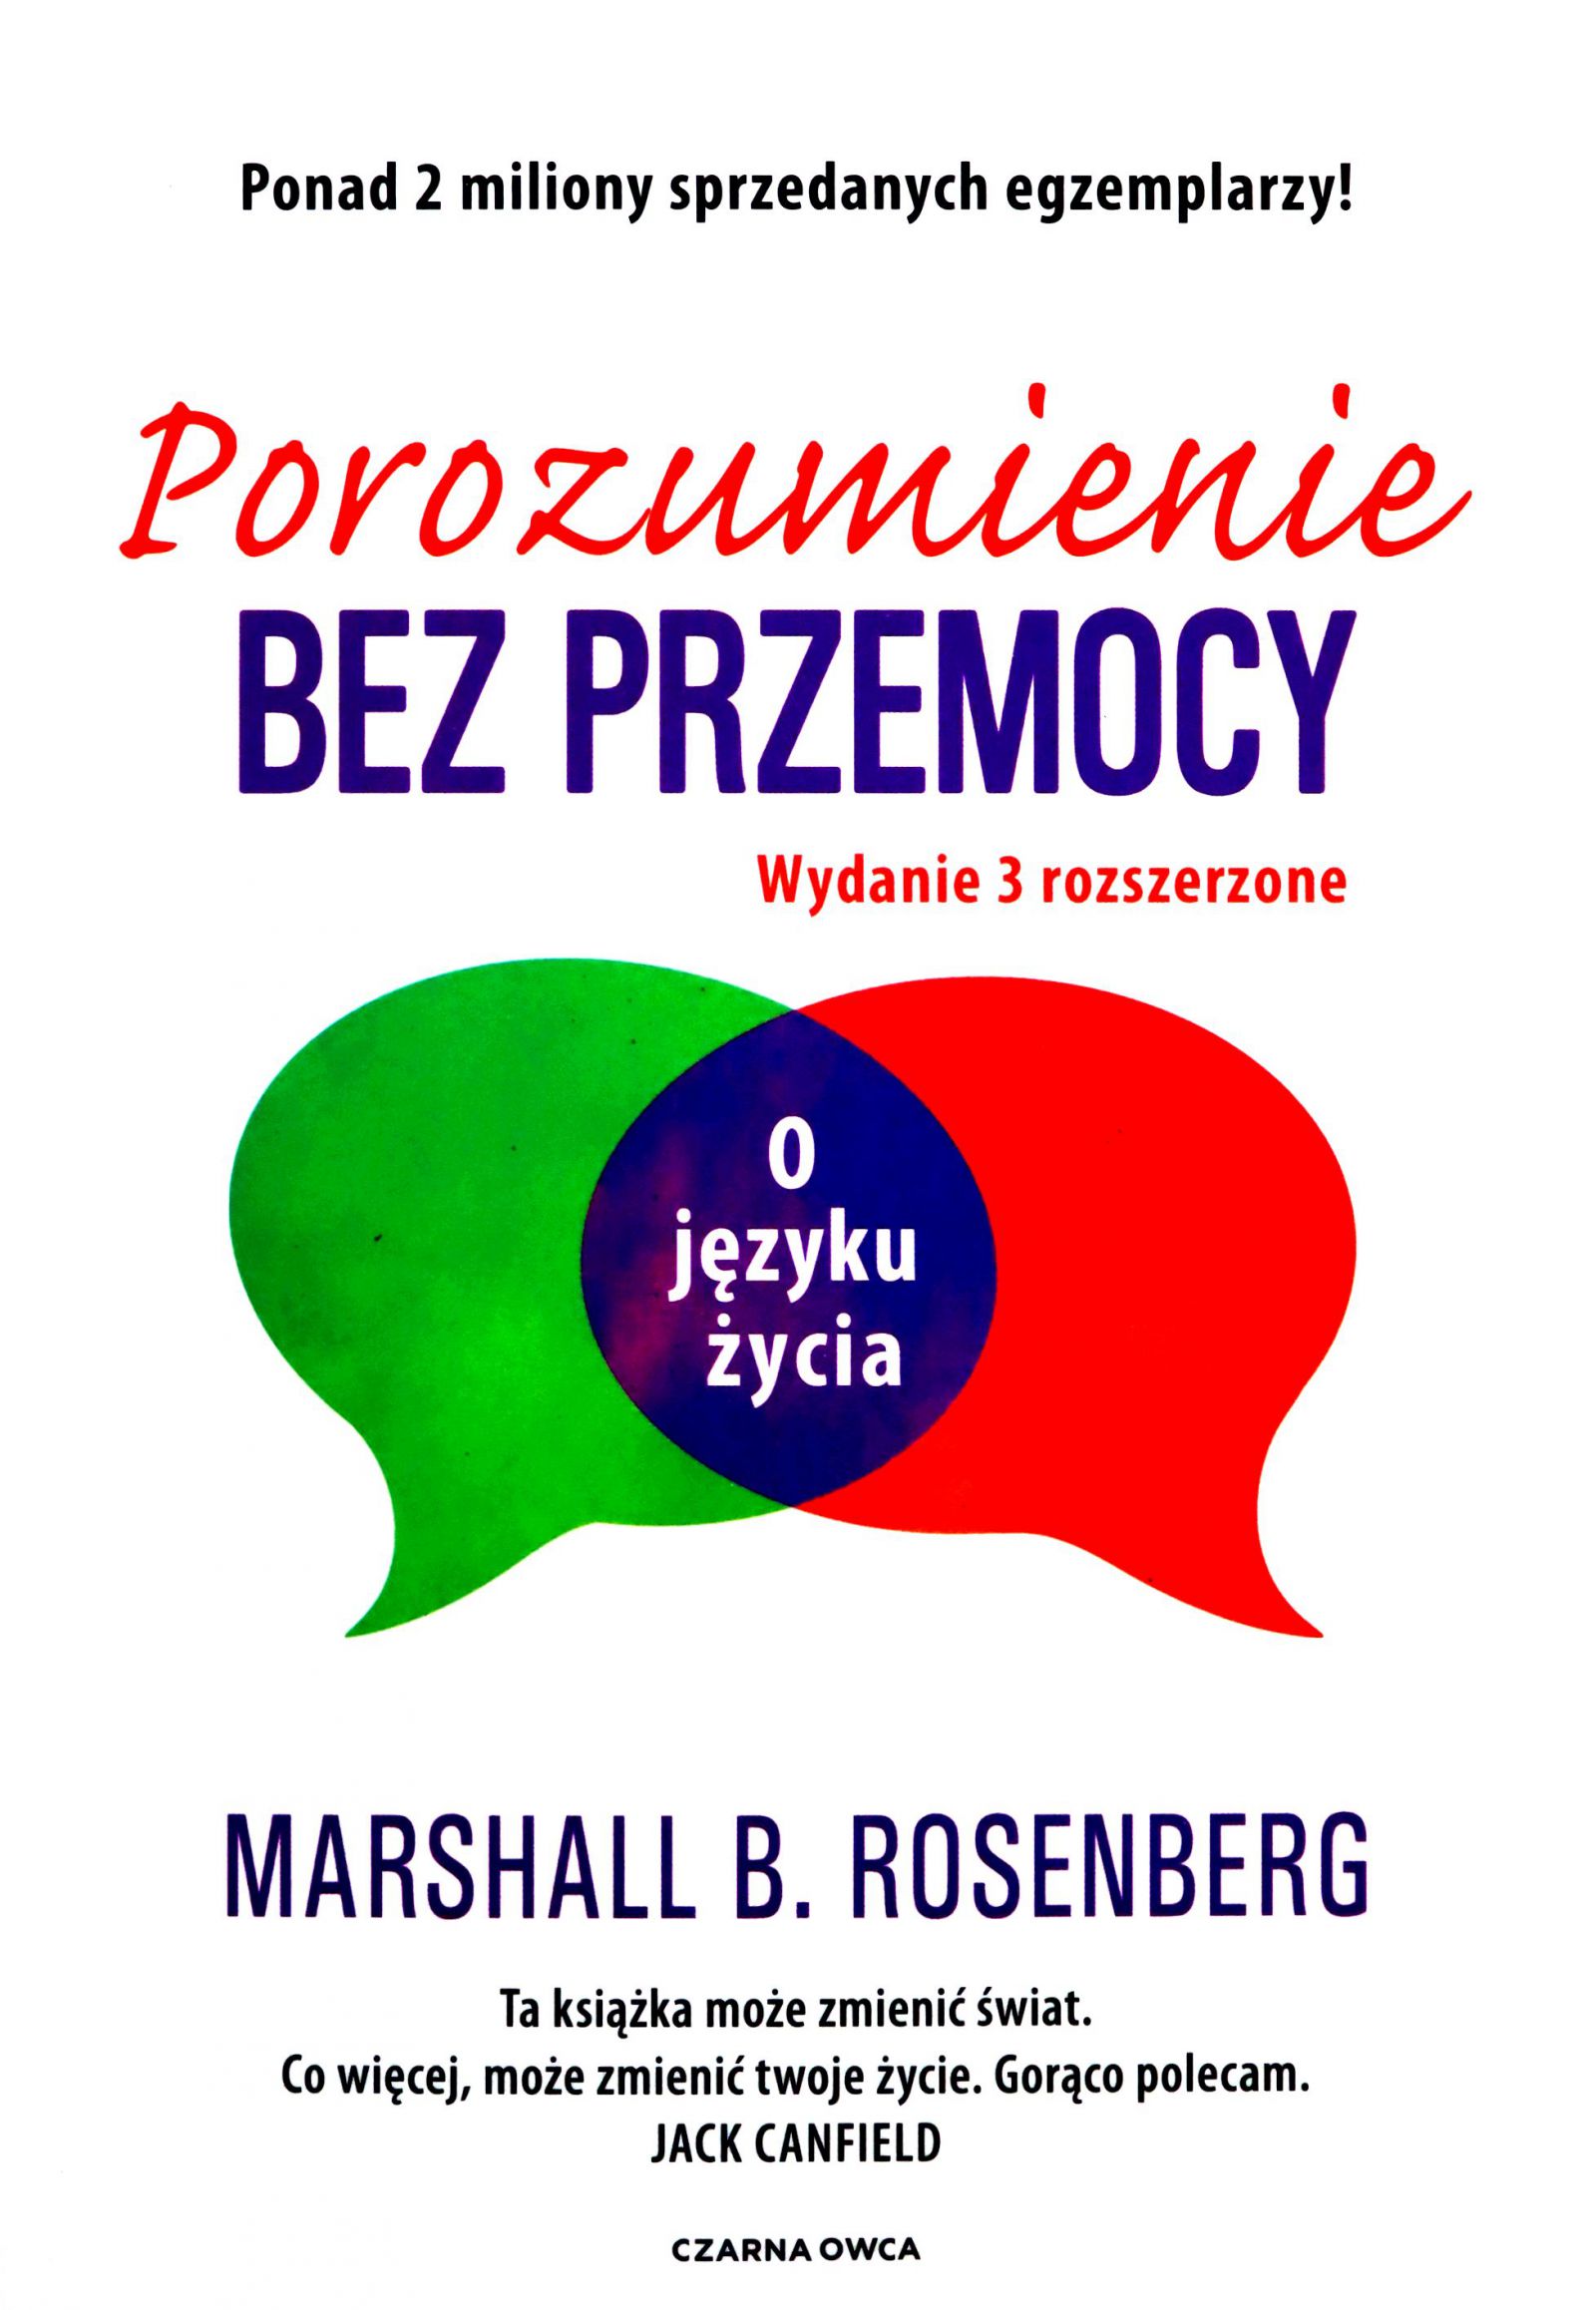 Ponad 2 miliony sprzedanych egzemplarzy!
Porozumienie
BEZ PRZEMOCY
Wydanie 3 rozszerzone
O
języku
życia
MARSHALL B. ROSENBERG
Ta książka może zmienić świat.
Co więcej, może zmienić twoje życie. Gorąco polecam.
JACK CANFIELD
CZARNA OWCA